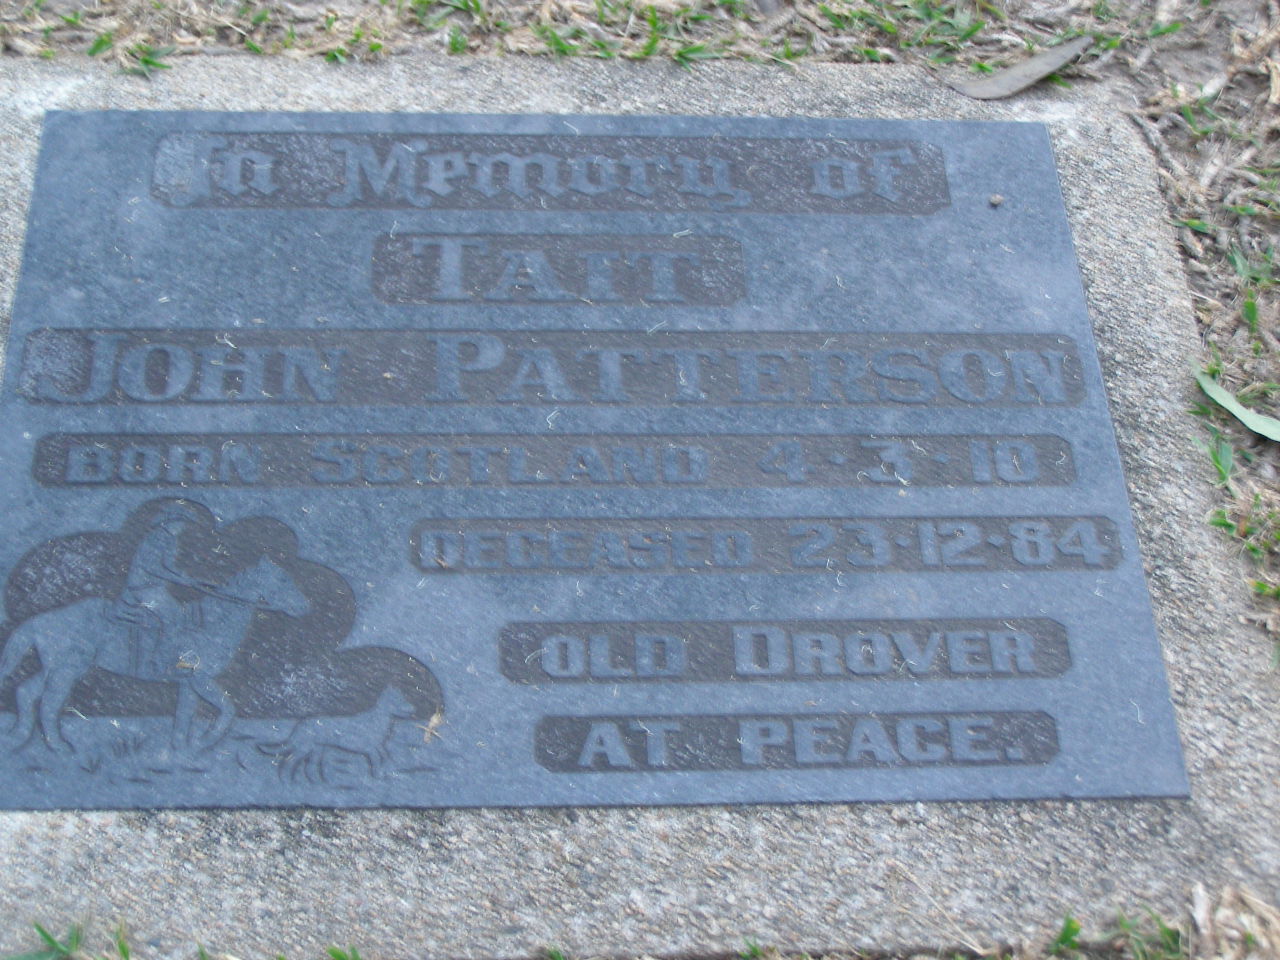 In Memory of
TAIT
JOHN PATTERSON
BORN SCOTLAND 4·3·10
DECEASED 23·12·84
OLD DROVER
AT PEACE.